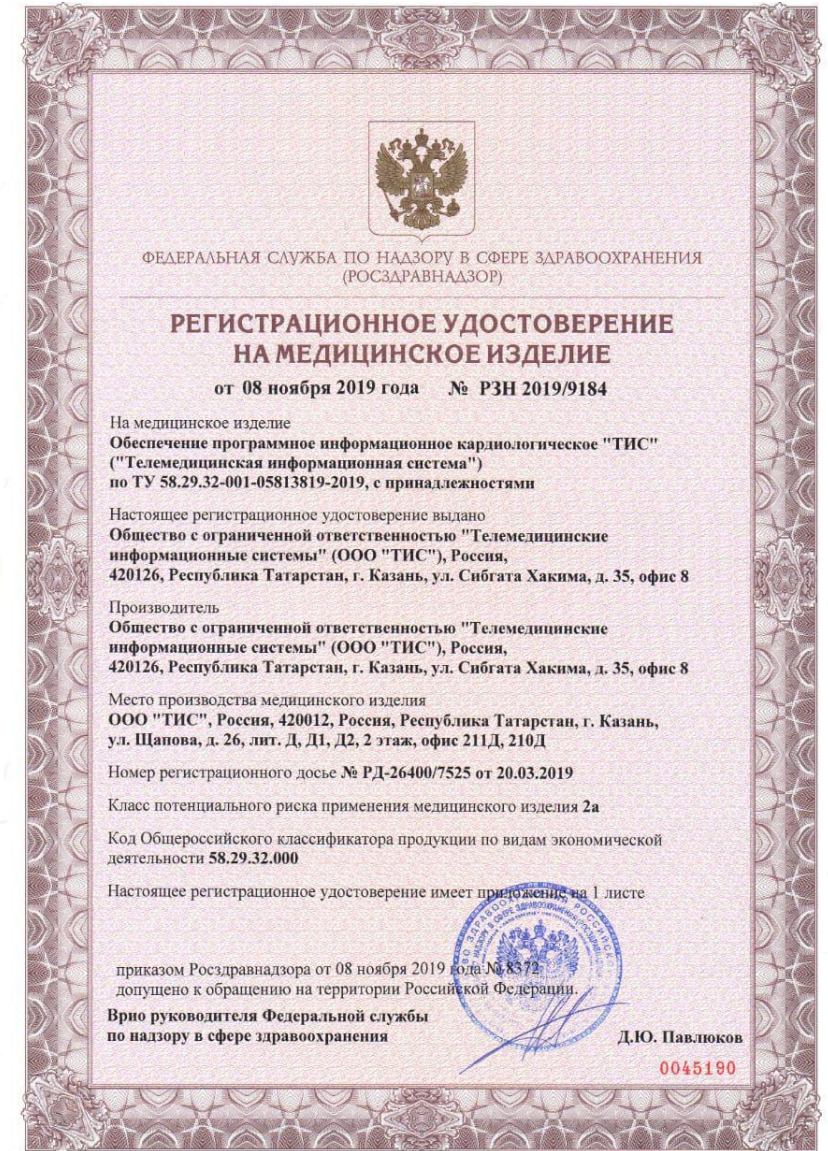 ФЕДЕРАЛЬНАЯ СЛУЖБА ПО НАДЗОРУ В СФЕРЕ ЗДРАВООХРАНЕНИЯ
(РОСЗДРАВНАДЗОР)
РЕГИСТРАЦИОННОЕ УДОСТОВЕРЕНИЕ
НА МЕДИЦИНСКОЕ ИЗДЕЛИЕ
от 08 ноября 2019 года № РЗН 2019/9184
На медицинское изделие
Обеспечение программное информационное кардиологическое "ТИС"
("Телемедицинская информационная система")
по ТУ 58.29.32-001-05813819-2019, с принадлежностями
Настоящее регистрационное удостоверение выдано
Общество с ограниченной ответственностью "Телемедицинские
информационные системы" (ООО "ТИС"), Россия,
420126, Республика Татарстан, г. Казань, ул. Сибгата Хакима, д. 35, офис 8
Производитель
Общество с ограниченной ответственностью "Телемедицинские
информационные системы" (ООО "ТИС"), Россия,
420126, Республика Татарстан, г. Казань, ул. Сибгата Хакима, д. 35, офис 8
Место производства медицинского изделия
ООО "ТИС", Россия, 420012, Россия, Республика Татарстан, г. Казань,
ул. Щапова, д. 26, лит. Д, Д1, Д2, 2 этаж, офис 211Д, 210Д
Номер регистрационного досье № РД-26400/7525 от 20.03.2019
Класс потенциального риска применения медицинского изделия 2а
Код Общероссийского классификатора продукции по видам экономической
деятельности 58.29.32.000
Настоящее регистрационное удостоверение имеет приложение на 1 листе
приказом Росздравнадзора от 08 ноября 2019 года № 8372
допущено к обращению на территории Российской Федерации.
Врио руководителя Федеральной службы
по надзору в сфере здравоохранения
Д.Ю. Павлюков
0045190